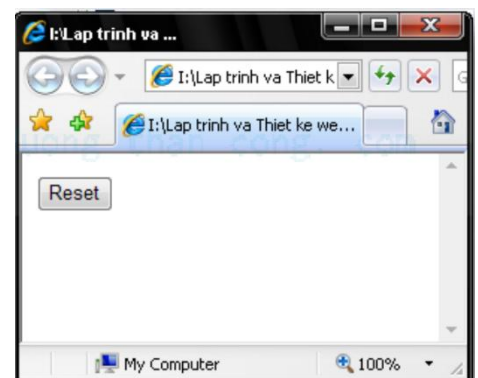 I:\Lap trinh va ...
I:\Lap trinh va Thiet k
I:\Lap trinh va Thiet ke we...
Reset
My Computer
100%